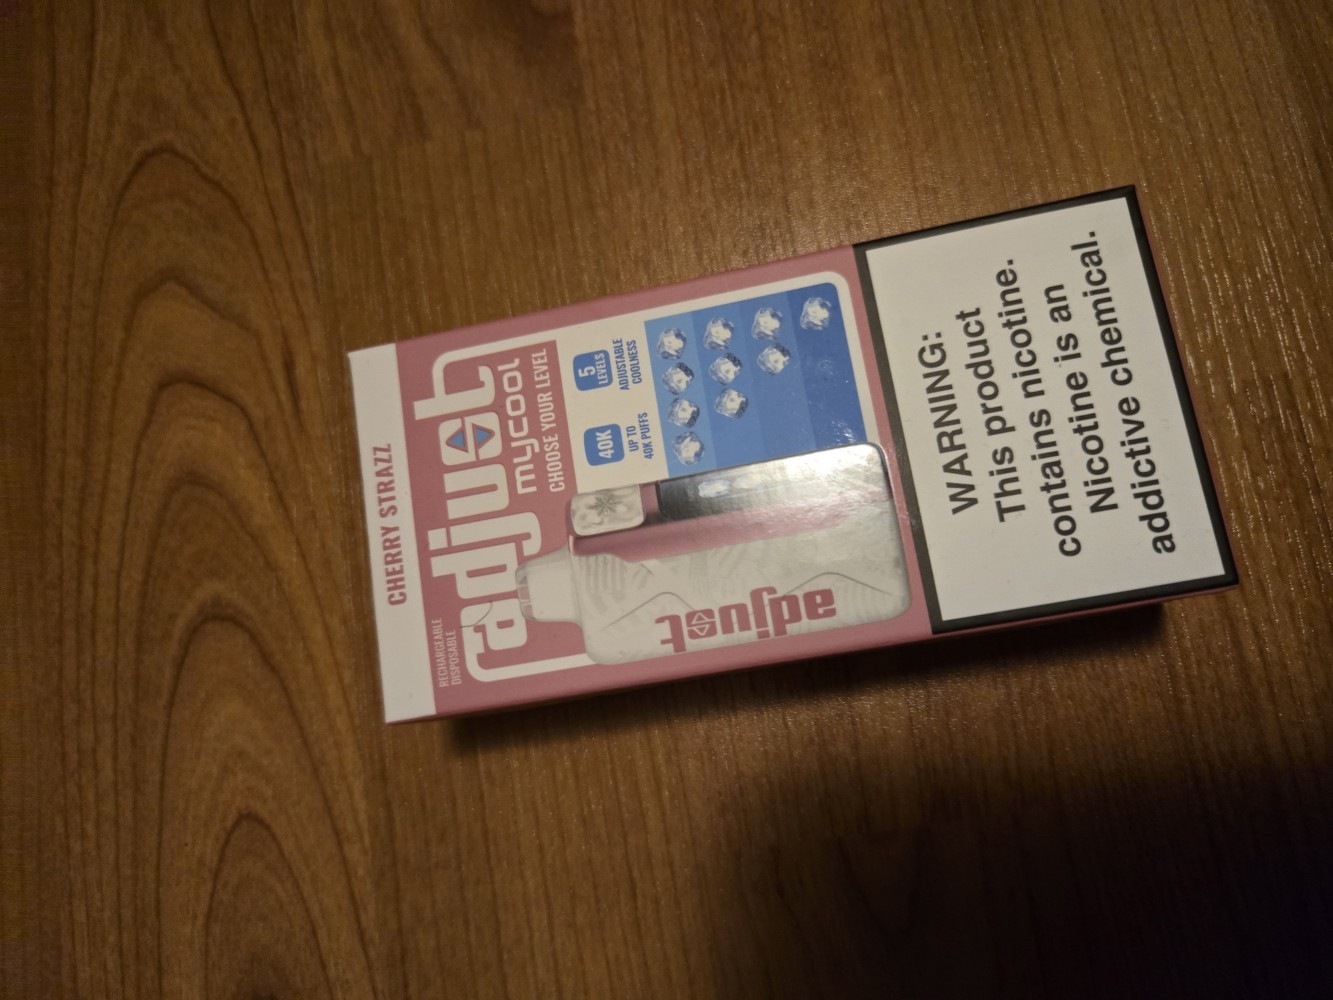 CHERRY STRAZZ
RECHARGEABLE
DISPOSABLE
adjust
mycool
CHOOSE YOUR LEVEL
40K
UP TO
40K PUFFS
5
LEVELS
ADJUSTABLE
COOLNESS
adjust
WARNING:
This product
contains nicotine.
Nicotine is an
addictive chemical.